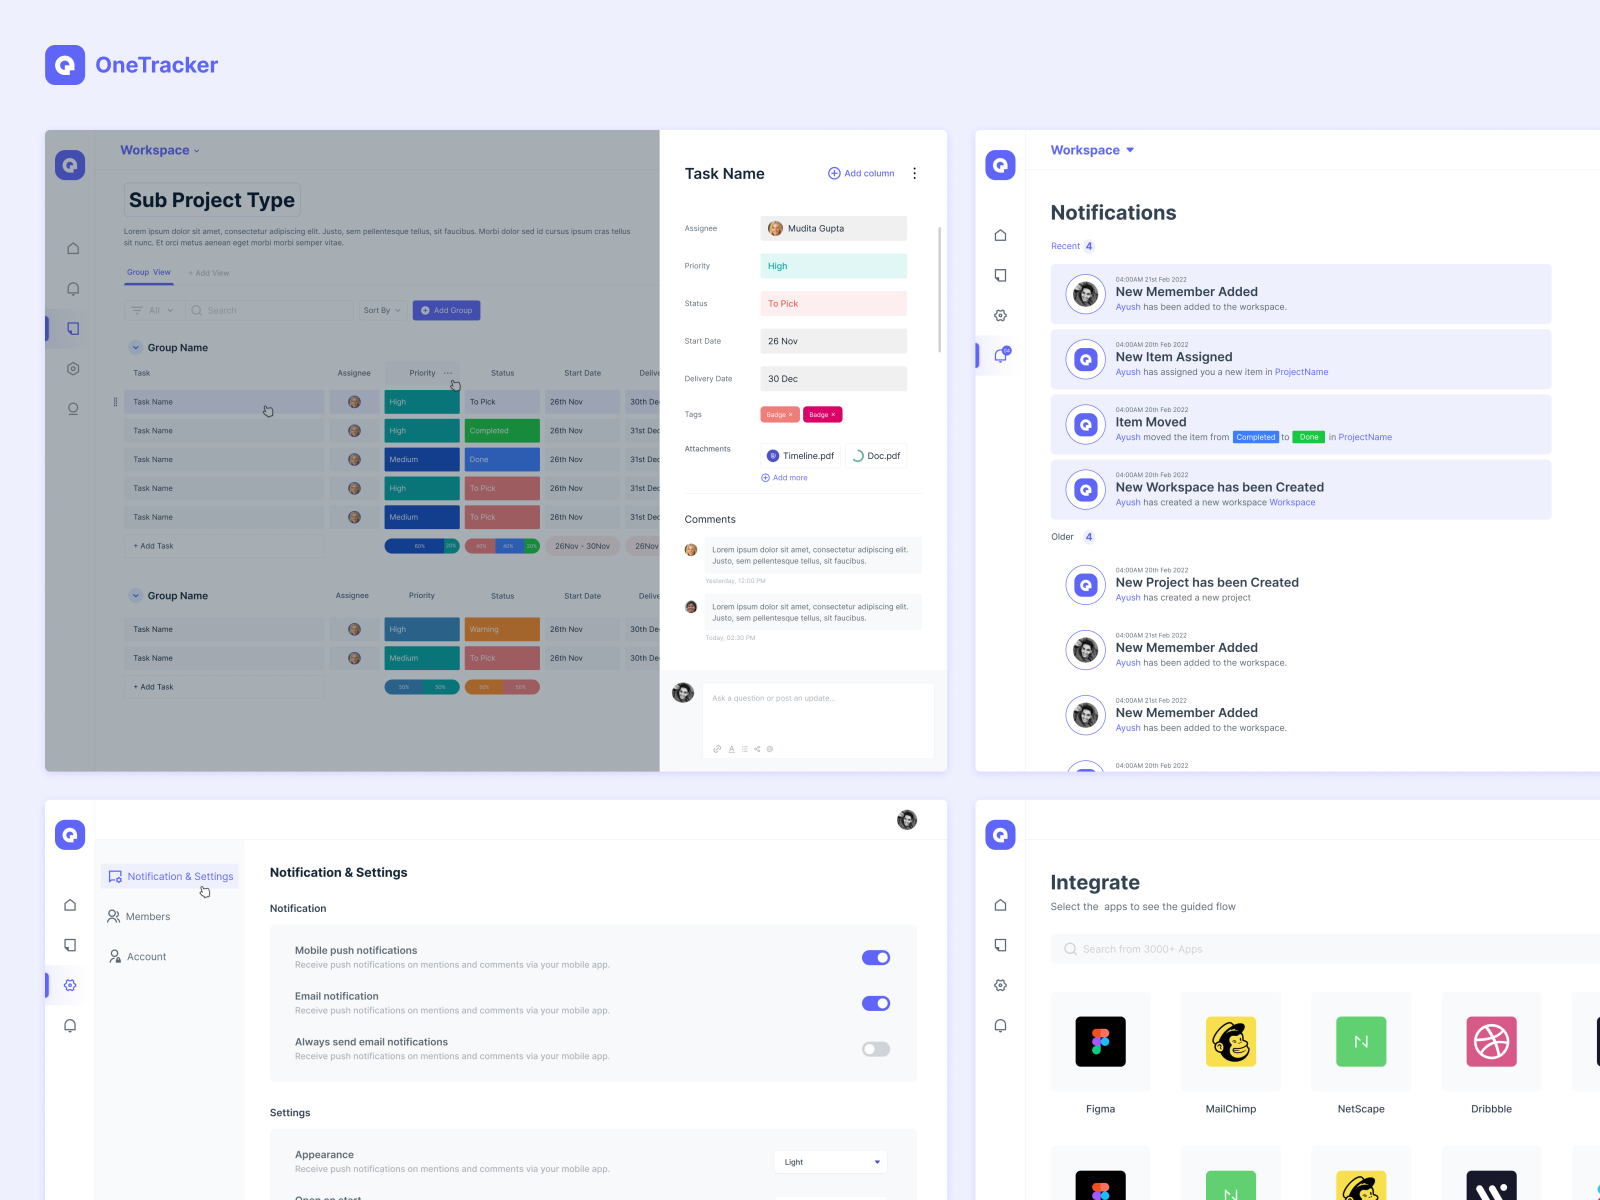 OneTracker
Workspace
Sub Project Type
Lorem ipsum dolor sit amet, consectetur adipiscing elit. Justo, sem pellentesque tellus, sit faucibus. Morbi dolor sed id cursus ipsum cras tellus
sit nunc. Et orci metus aenean eget morbi morbi semper vitae.
Group View + Add View
All Search Sort By Add Group
Group Name
Task Assignee Priority ··· Status Start Date Delive
Task Name High To Pick 26th Nov 30th Dec
Task Name High Completed 26th Nov 31st Dec
Task Name Medium Done 26th Nov 31st Dec
Task Name High To Pick 26th Nov 31st Dec
Task Name Medium To Pick 26th Nov 31st Dec
+ Add Task 80% 20% 40% 40% 20% 26Nov - 30Nov 26Nov
Group Name Assignee Priority Status Start Date Delive
Task Name High Warning 26th Nov 30th De
Task Name Medium To Pick 26th Nov 31st Dec
+ Add Task 50% 50% 50% 50%
Task Name
Add column
Assignee Mudita Gupta
Priority High
Status To Pick
Start Date 26 Nov
Delivery Date 30 Dec
Tags Badge × Badge ×
Attachments Timeline.pdf Doc.pdf
Add more
Comments
Lorem ipsum dolor sit amet, consectetur adipiscing elit.
Justo, sem pellentesque tellus, sit faucibus.
Yesterday, 12:00 PM
Lorem ipsum dolor sit amet, consectetur adipiscing elit.
Justo, sem pellentesque tellus, sit faucibus.
Today, 02:30 PM
Ask a question or post an update...
Workspace
Notifications
Recent 4
04:00AM 21st Feb 2022
New Memember Added
Ayush has been added to the workspace.
04:00AM 20th Feb 2022
New Item Assigned
Ayush has assigned you a new item in ProjectName
04:00AM 20th Feb 2022
Item Moved
Ayush moved the item from Completed to Done in ProjectName
04:00AM 20th Feb 2022
New Workspace has been Created
Ayush has created a new workspace Workspace
Older 4
04:00AM 20th Feb 2022
New Project has been Created
Ayush has created a new project
04:00AM 21st Feb 2022
New Memember Added
Ayush has been added to the workspace.
04:00AM 21st Feb 2022
New Memember Added
Ayush has been added to the workspace.
04:00AM 20th Feb 2022
Notification & Settings
Members
Account
Notification & Settings
Notification
Mobile push notifications
Receive push notifications on mentions and comments via your mobile app.
Email notification
Receive push notifications on mentions and comments via your mobile app.
Always send email notifications
Receive push notifications on mentions and comments via your mobile app.
Settings
Appearance
Receive push notifications on mentions and comments via your mobile app.
Light
Open on start
Integrate
Select the apps to see the guided flow
Search from 3000+ Apps
Figma MailChimp NetScape Dribbble